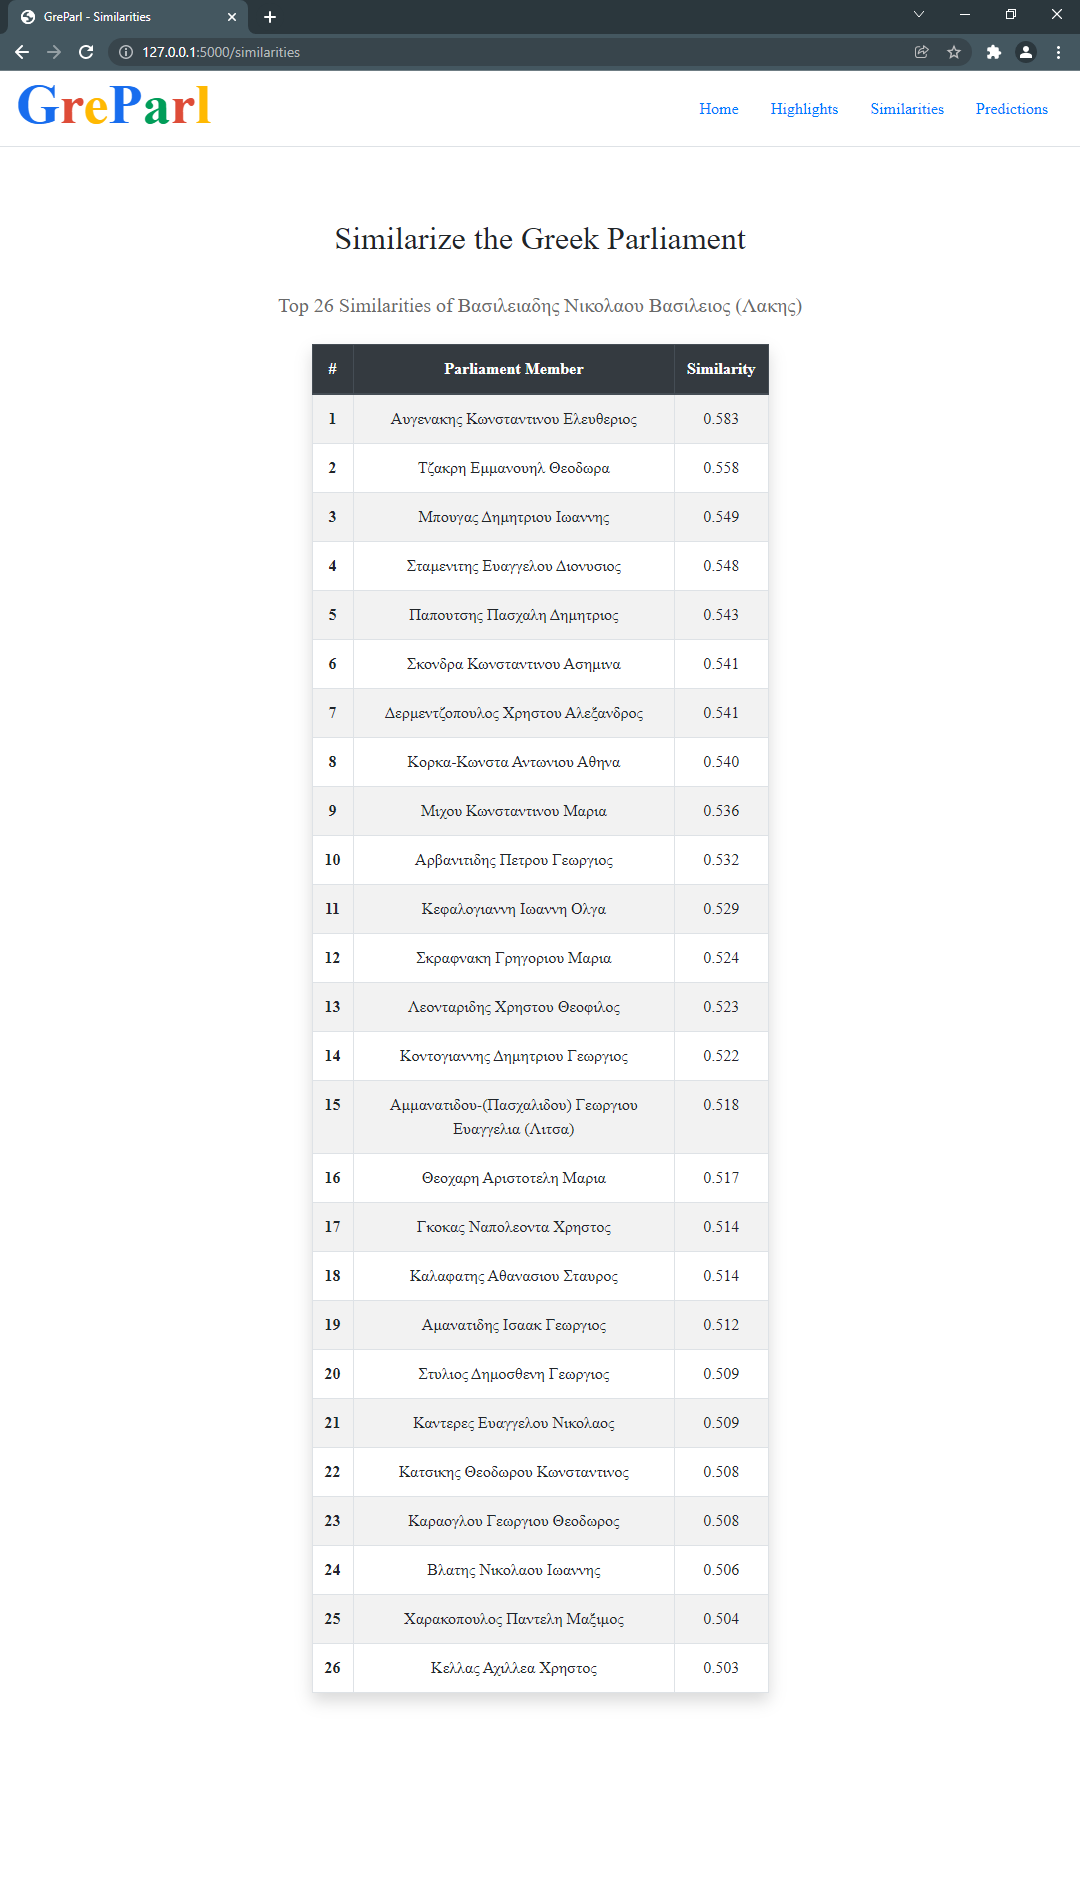 GreParl - Similarities
127.0.0.1:5000/similarities
GreParl
Home Highlights Similarities Predictions
Similarize the Greek Parliament
Top 26 Similarities of Βασιλειαδης Νικολαου Βασιλειος (Λακης)
# Parliament Member Similarity
1 Αυγενακης Κωνσταντινου Ελευθεριος 0.583
2 Τζακρη Εμμανουηλ Θεοδωρα 0.558
3 Μπουγας Δημητριου Ιωαννης 0.549
4 Σταμενιτης Ευαγγελου Διονυσιος 0.548
5 Παπουτσης Πασχαλη Δημητριος 0.543
6 Σκονδρα Κωνσταντινου Ασημινα 0.541
7 Δερμεντζοπουλος Χρηστου Αλεξανδρος 0.541
8 Κορκα-Κωνστα Αντωνιου Αθηνα 0.540
9 Μιχου Κωνσταντινου Μαρια 0.536
10 Αρβανιτιδης Πετρου Γεωργιος 0.532
11 Κεφαλογιαννη Ιωαννη Ολγα 0.529
12 Σκραφνακη Γρηγοριου Μαρια 0.524
13 Λεονταριδης Χρηστου Θεοφιλος 0.523
14 Κοντογιαννης Δημητριου Γεωργιος 0.522
15 Αμμανατιδου-(Πασχαλιδου) Γεωργιου 0.518
Ευαγγελια (Λιτσα)
16 Θεοχαρη Αριστοτελη Μαρια 0.517
17 Γκοκας Ναπολεοντα Χρηστος 0.514
18 Καλαφατης Αθανασιου Σταυρος 0.514
19 Αμανατιδης Ισαακ Γεωργιος 0.512
20 Στυλιος Δημοσθενη Γεωργιος 0.509
21 Καντερες Ευαγγελου Νικολαος 0.509
22 Κατσικης Θεοδωρου Κωνσταντινος 0.508
23 Καραογλου Γεωργιου Θεοδωρος 0.508
24 Βλατης Νικολαου Ιωαννης 0.506
25 Χαρακοπουλος Παντελη Μαξιμος 0.504
26 Κελλας Αχιλλεα Χρηστος 0.503